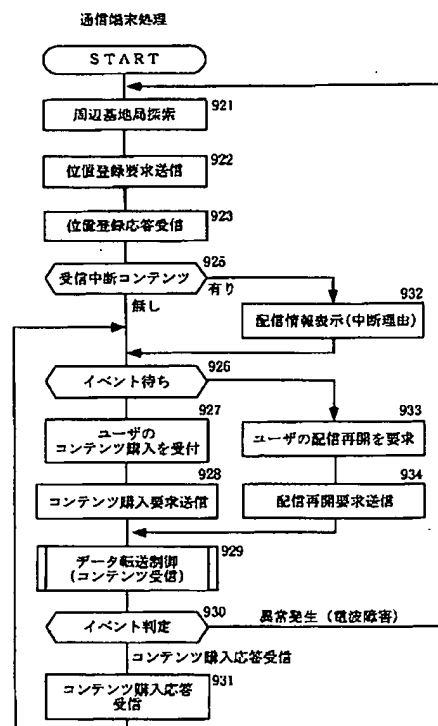 通信端末処理
START
周辺基地局探索
921
位置登録要求送信
922
位置登録応答受信
923
受信中断コンテンツ
925
有り
無し
配信情報表示(中断理由)
932
イベント待ち
926
ユーザの
コンテンツ購入を受付
927
ユーザの配信再開を要求
933
コンテンツ購入要求送信
928
配信再開要求送信
934
データ転送制御
(コンテンツ受信)
929
イベント判定
930
異常発生(電波障害)
コンテンツ購入応答受信
コンテンツ購入応答
受信
931